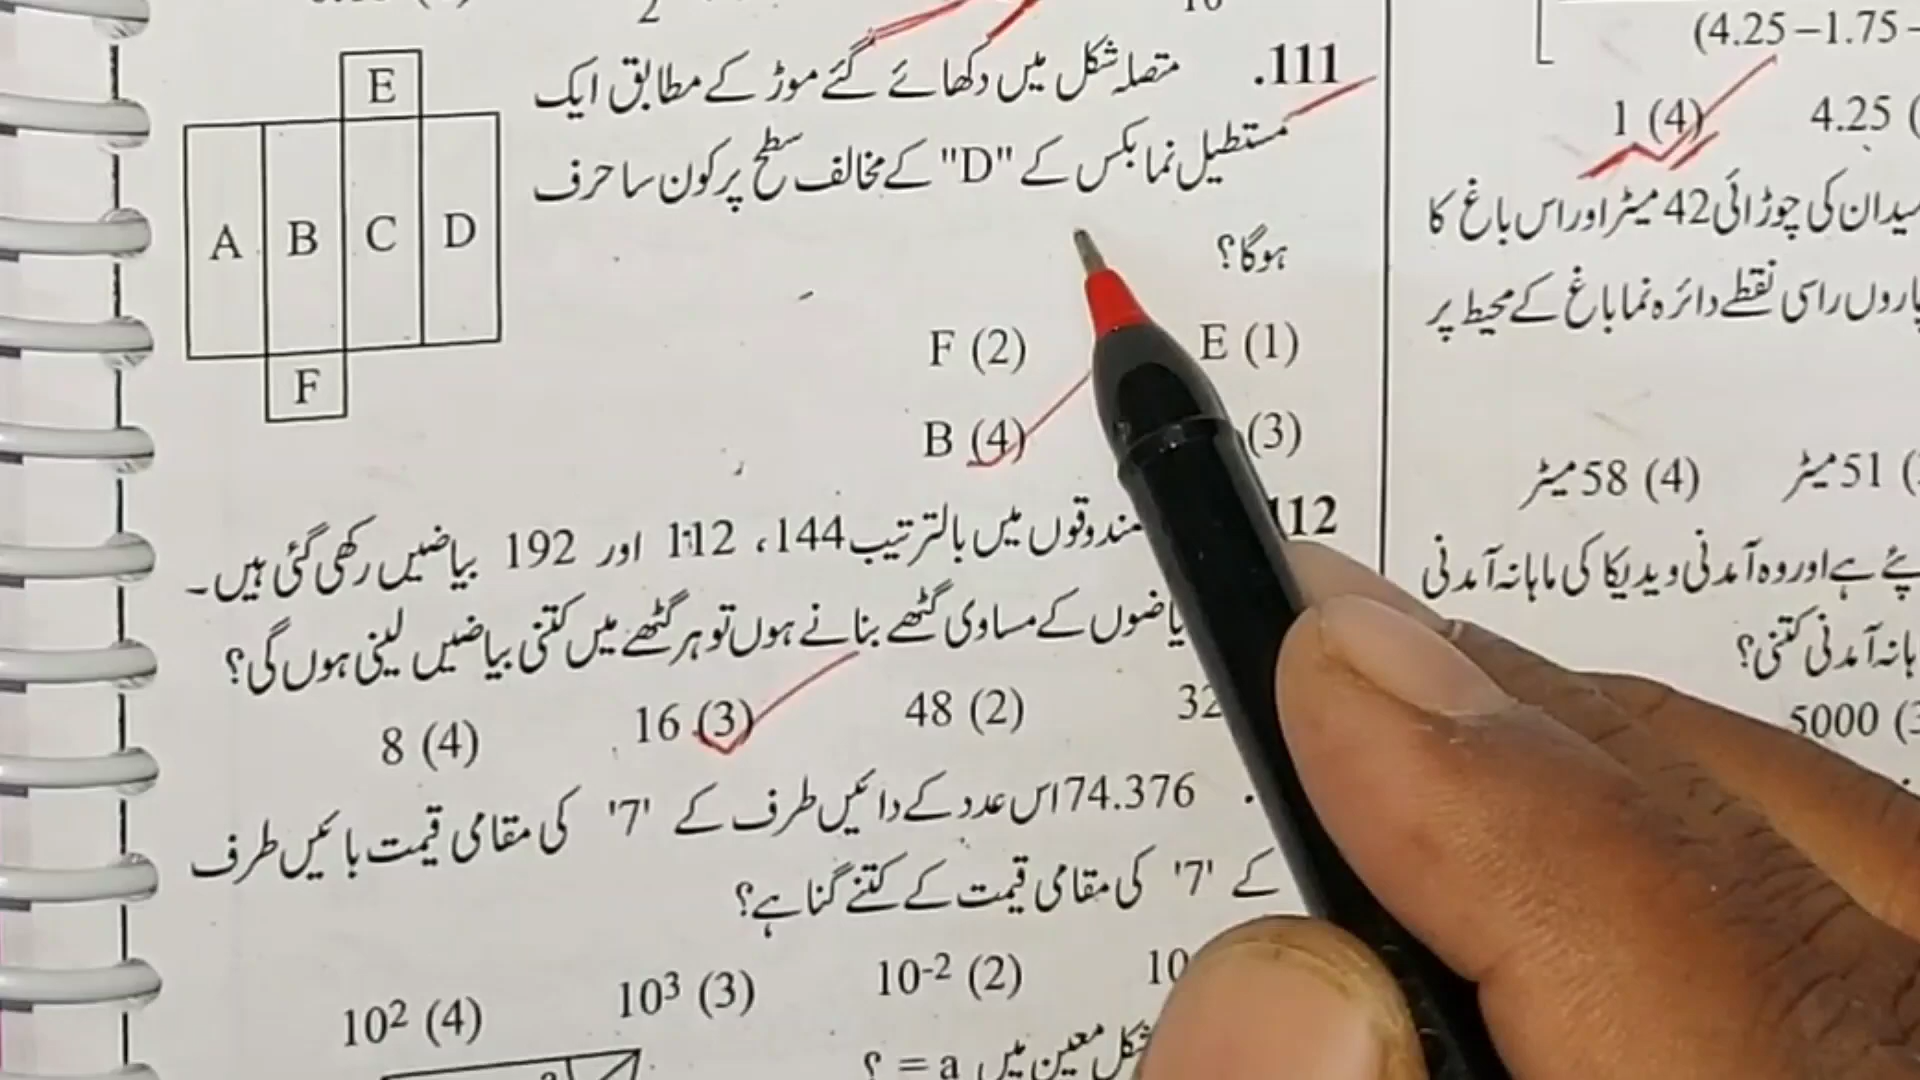 E
A B C D
F
111. متصلہ شکل میں دکھائے گئے موڑ کے مطابق ایک
مستطیل نما بکس کے "D" کے مخالف سطح پر کون سا حرف
ہوگا؟
E (1) F (2)
(3) B (4)
112 بالترتیب 144، 112 اور 192 بیاضیں رکھی گئی ہیں۔
کے مساوی گٹھے بنانے ہوں تو ہر گٹھے میں کتنی بیاضیں لینی ہوں گی؟
32 48 (2) 16 (3) 8 (4)
74.376 اس عدد کے دائیں طرف کے '7' کی مقامی قیمت بائیں طرف
کے '7' کی مقامی قیمت کے کتنے گنا ہے؟
10 10-2 (2) 103 (3) 102 (4)
شکل معین میں a = ؟
(4.25 – 1.75 –
4.25 1 (4)
میدان کی چوڑائی 42 میٹر اور اس باغ کا
راسی نقطے دائرہ نما باغ کے محیط پر
51 میٹر 58 میٹر (4)
ہے اور وہ آمدنی ویدیکا کی ماہانہ آمدنی
آمدنی کتنی؟
5000